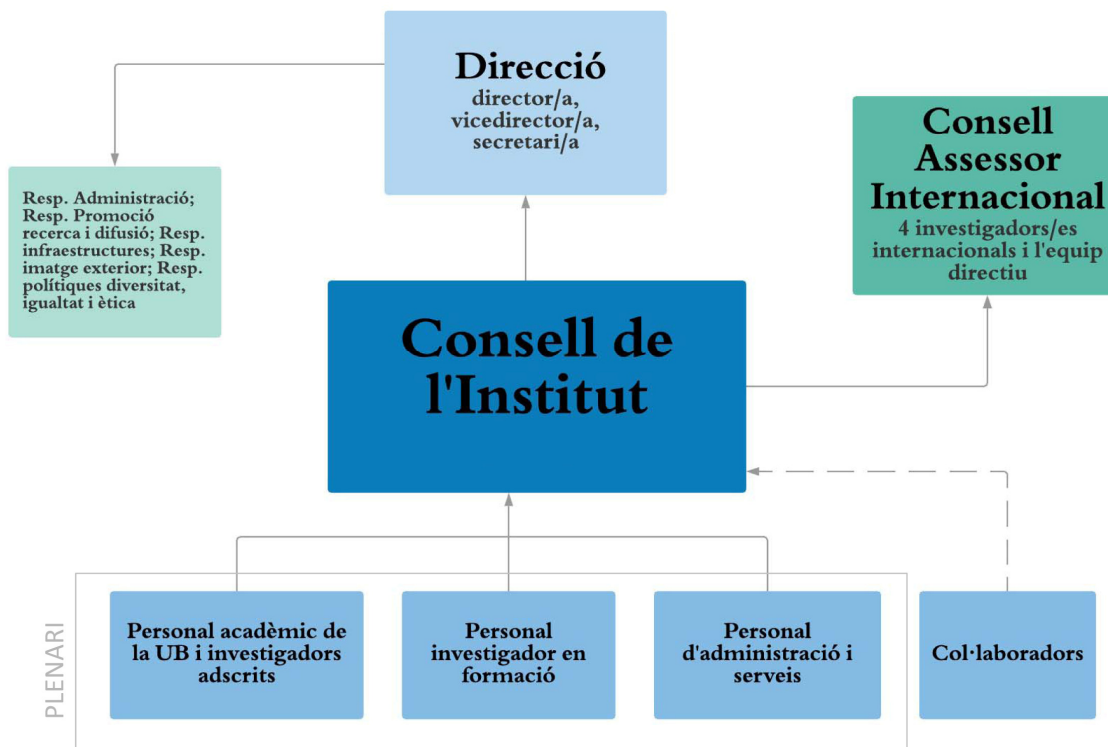 Direcció
director/a,
vicedirector/a,
secretari/a
Consell
Assessor
Internacional
4 investigadors/es
internacionals i l'equip
directiu
Resp. Administració;
Resp. Promoció
recerca i difusió; Resp.
infraestructures; Resp.
imatge exterior; Resp.
polítiques diversitat,
igualtat i ètica
Consell de
l'Institut
PLENARI
Personal acadèmic de
la UB i investigadors
adscrits
Personal
investigador en
formació
Personal
d'administració i
serveis
Col·laboradors